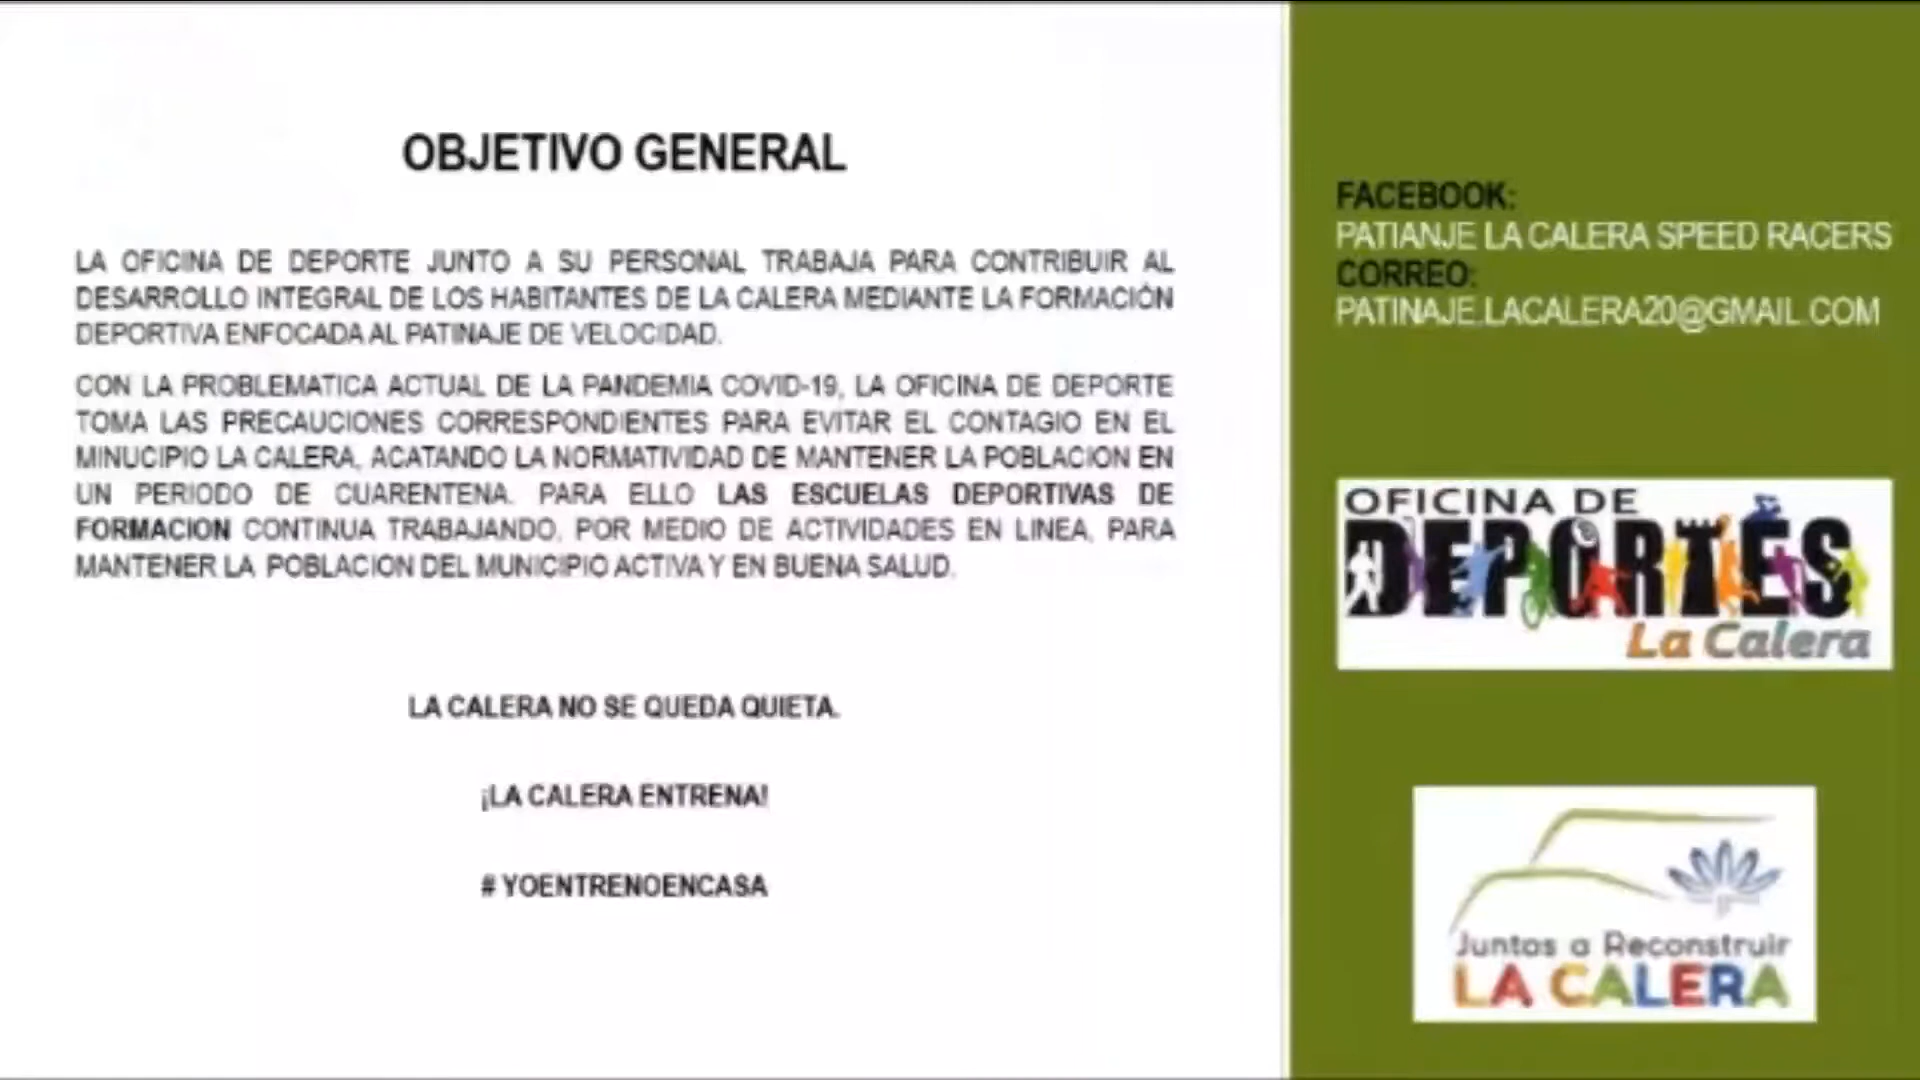 OBJETIVO GENERAL
LA OFICINA DE DEPORTE JUNTO A SU PERSONAL TRABAJA PARA CONTRIBUIR AL
DESARROLLO INTEGRAL DE LOS HABITANTES DE LA CALERA MEDIANTE LA FORMACIÓN
DEPORTIVA ENFOCADA AL PATINAJE DE VELOCIDAD.
CON LA PROBLEMATICA ACTUAL DE LA PANDEMIA COVID-19, LA OFICINA DE DEPORTE
TOMA LAS PRECAUCIONES CORRESPONDIENTES PARA EVITAR EL CONTAGIO EN EL
MINUCIPIO LA CALERA, ACATANDO LA NORMATIVIDAD DE MANTENER LA POBLACION EN
UN PERIODO DE CUARENTENA. PARA ELLO LAS ESCUELAS DEPORTIVAS DE
FORMACION CONTINUA TRABAJANDO, POR MEDIO DE ACTIVIDADES EN LINEA, PARA
MANTENER LA POBLACION DEL MUNICIPIO ACTIVA Y EN BUENA SALUD.
LA CALERA NO SE QUEDA QUIETA.
¡LA CALERA ENTRENA!
# YOENTRENOENCASA
FACEBOOK:
PATIANJE LA CALERA SPEED RACERS
CORREO:
PATINAJE.LACALERA20@GMAIL.COM
OFICINA DE
DEPORTES
La Calera
Juntos a Reconstruir
LA CALERA